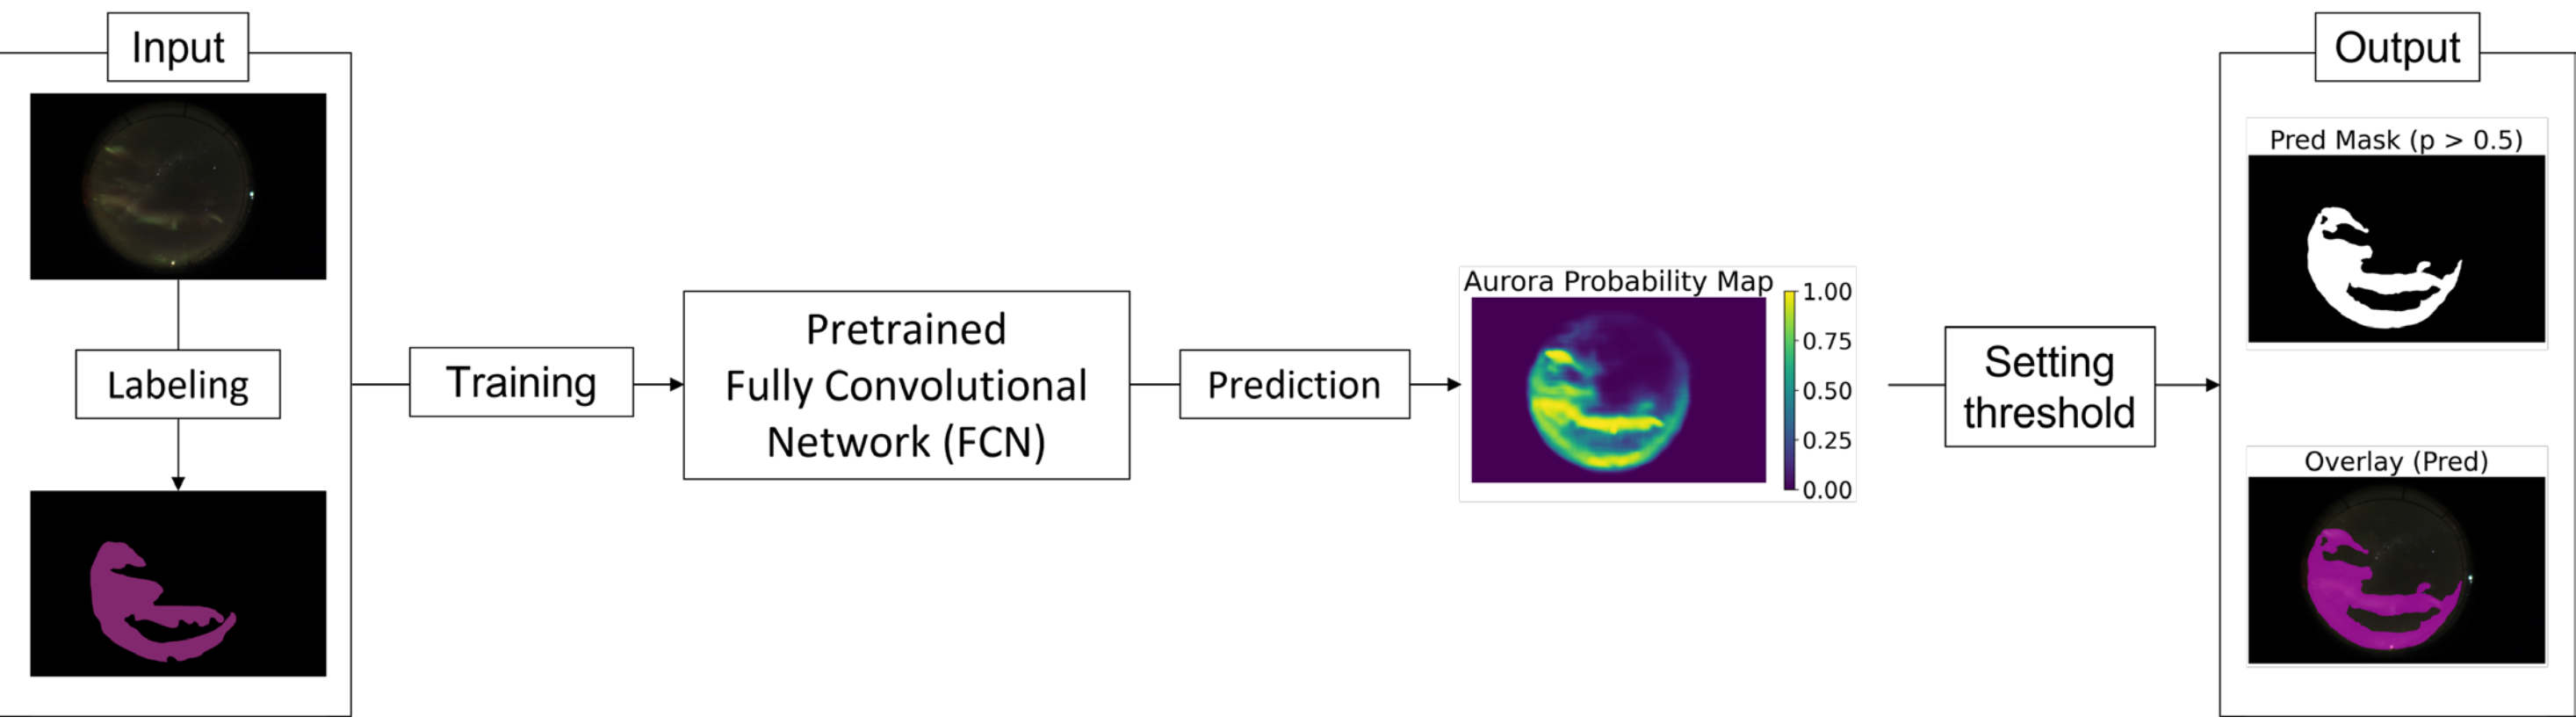 Input
Labeling
Training
Pretrained
Fully Convolutional
Network (FCN)
Prediction
Aurora Probability Map
1.00
0.75
0.50
0.25
0.00
Setting
threshold
Output
Pred Mask (p > 0.5)
Overlay (Pred)